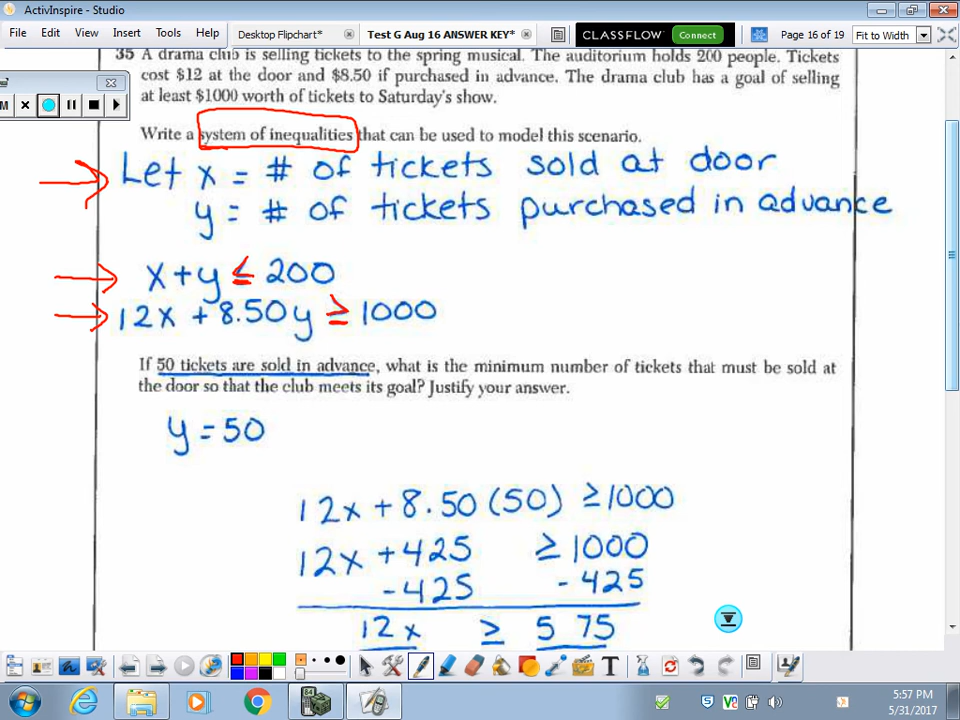 ActivInspire - Studio
File Edit View Insert Tools Help
Desktop Flipchart*
Test G Aug 16 ANSWER KEY*
CLASSFLOW Connect
Page 16 of 19
Fit to Width
35 A drama club is selling tickets to the spring musical. The auditorium holds 200 people. Tickets
cost $12 at the door and $8.50 if purchased in advance. The drama club has a goal of selling
at least $1000 worth of tickets to Saturday's show.
Write a system of inequalities that can be used to model this scenario.
Let x = # of tickets sold at door
y = # of tickets purchased in advance
x+y ≤ 200
12x + 8.50y ≥ 1000
If 50 tickets are sold in advance, what is the minimum number of tickets that must be sold at
the door so that the club meets its goal? Justify your answer.
y = 50
12x + 8.50 (50) ≥ 1000
12x + 425 ≥ 1000
- 425 - 425
12x ≥ 575
5:57 PM
5/31/2017